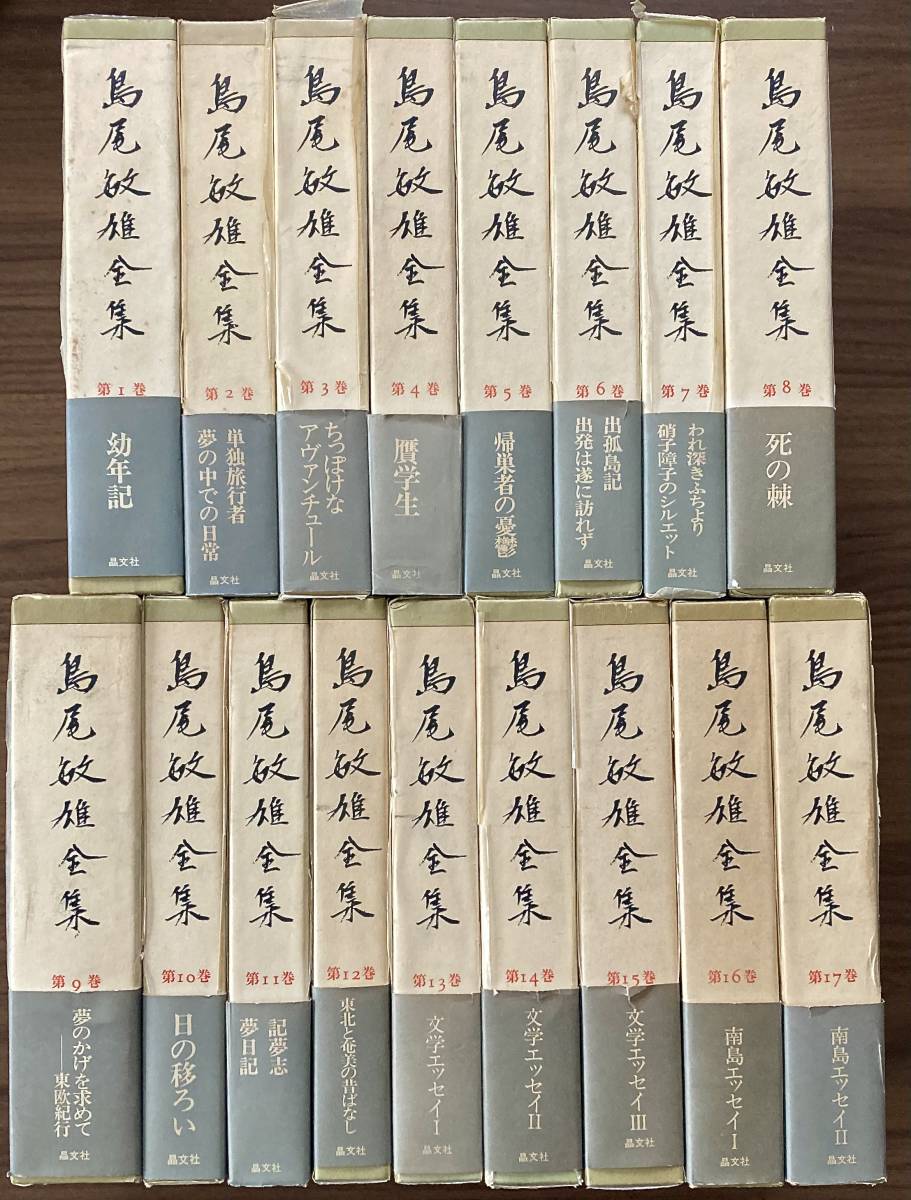 島尾敏雄全集
第1巻
幼年記
晶文社
島尾敏雄全集
第2巻
単独旅行者
夢の中での日常
晶文社
島尾敏雄全集
第3巻
ちっぽけな
アヴァンチュール
晶文社
島尾敏雄全集
第4巻
贋学生
晶文社
島尾敏雄全集
第5巻
帰巣者の憂鬱
晶文社
島尾敏雄全集
第6巻
出孤島記
出発は遂に訪れず
晶文社
島尾敏雄全集
第7巻
われ深きふちより
硝子障子のシルエット
晶文社
島尾敏雄全集
第8巻
死の棘
晶文社
島尾敏雄全集
第9巻
夢のかげを求めて
――東欧紀行
晶文社
島尾敏雄全集
第10巻
日の移ろい
晶文社
島尾敏雄全集
第11巻
記夢志
夢日記
晶文社
島尾敏雄全集
第12巻
東北と奄美の昔ばなし
晶文社
島尾敏雄全集
第13巻
文学エッセイI
晶文社
島尾敏雄全集
第14巻
文学エッセイII
晶文社
島尾敏雄全集
第15巻
文学エッセイIII
晶文社
島尾敏雄全集
第16巻
南島エッセイI
晶文社
島尾敏雄全集
第17巻
南島エッセイII
晶文社